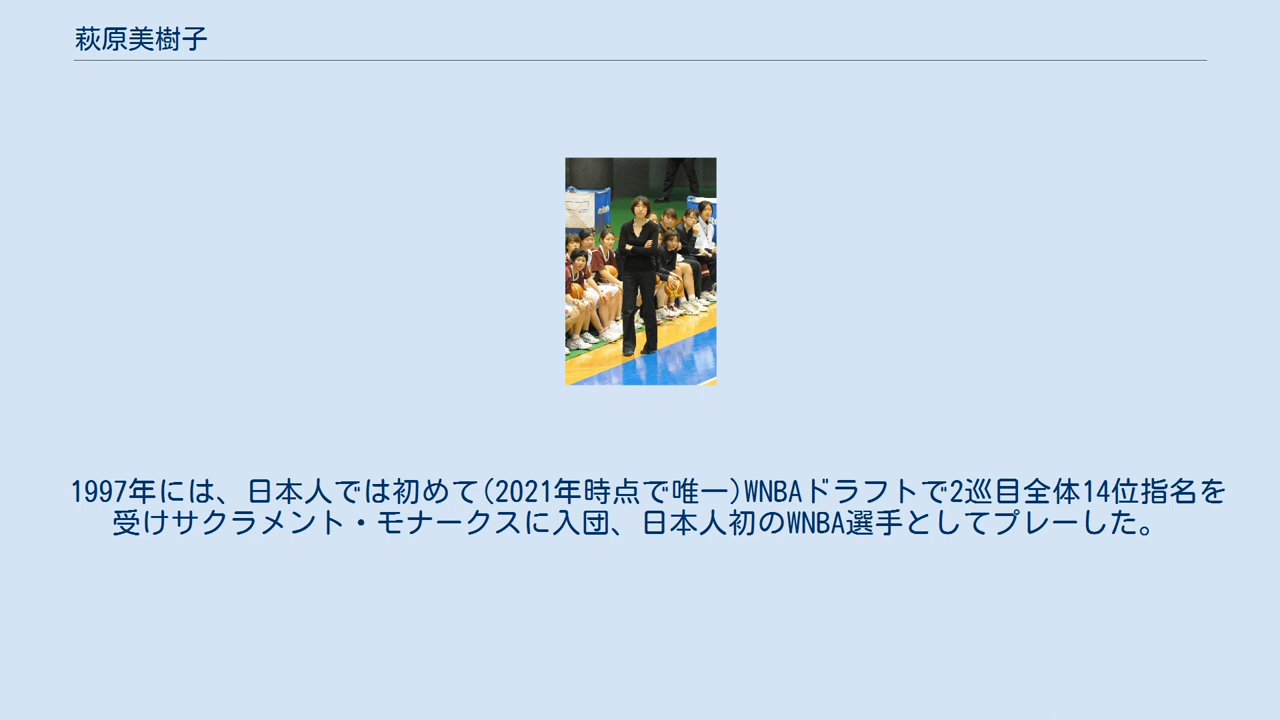 萩原美樹子
1997年には、日本人では初めて(2021年時点で唯一)WNBAドラフトで2巡目全体14位指名を
受けサクラメント・モナークスに入団、日本人初のWNBA選手としてプレーした。